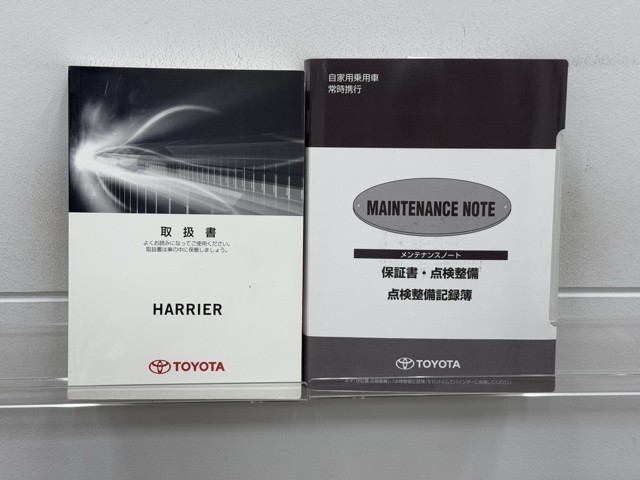 取扱書
よくお読みになってご使用ください。
取扱書は車の中に保管しましょう。
HARRIER
TOYOTA
自家用乗用車
常時携行
MAINTENANCE NOTE
メンテナンスノート
保証書・点検整備
点検整備記録簿
TOYOTA